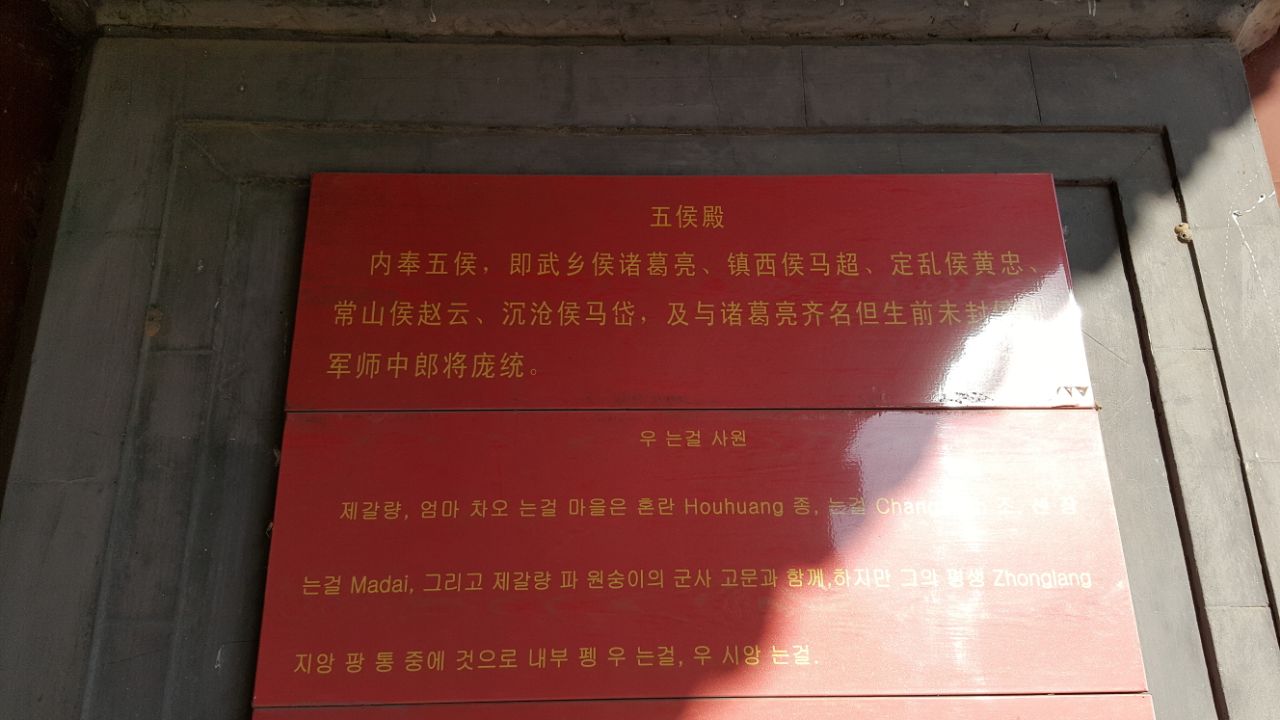 五侯殿
内奉五侯，即武乡侯诸葛亮、镇西侯马超、定乱侯黄忠、
常山侯赵云、沉沧侯马岱，及与诸葛亮齐名但生前未封
军师中郎将庞统。
우 는걸 사원
제갈량, 엄마 차오 는걸 마을은 혼란 Houhuang 종, 는걸
는걸 Madai, 그리고 제갈량 파 원숭이의 군사 고문과 함께,하지만 그의 평생 Zhonglang
지앙 팡 통 중에 것으로 내부 펭 우 는걸, 우 시앙 는걸.